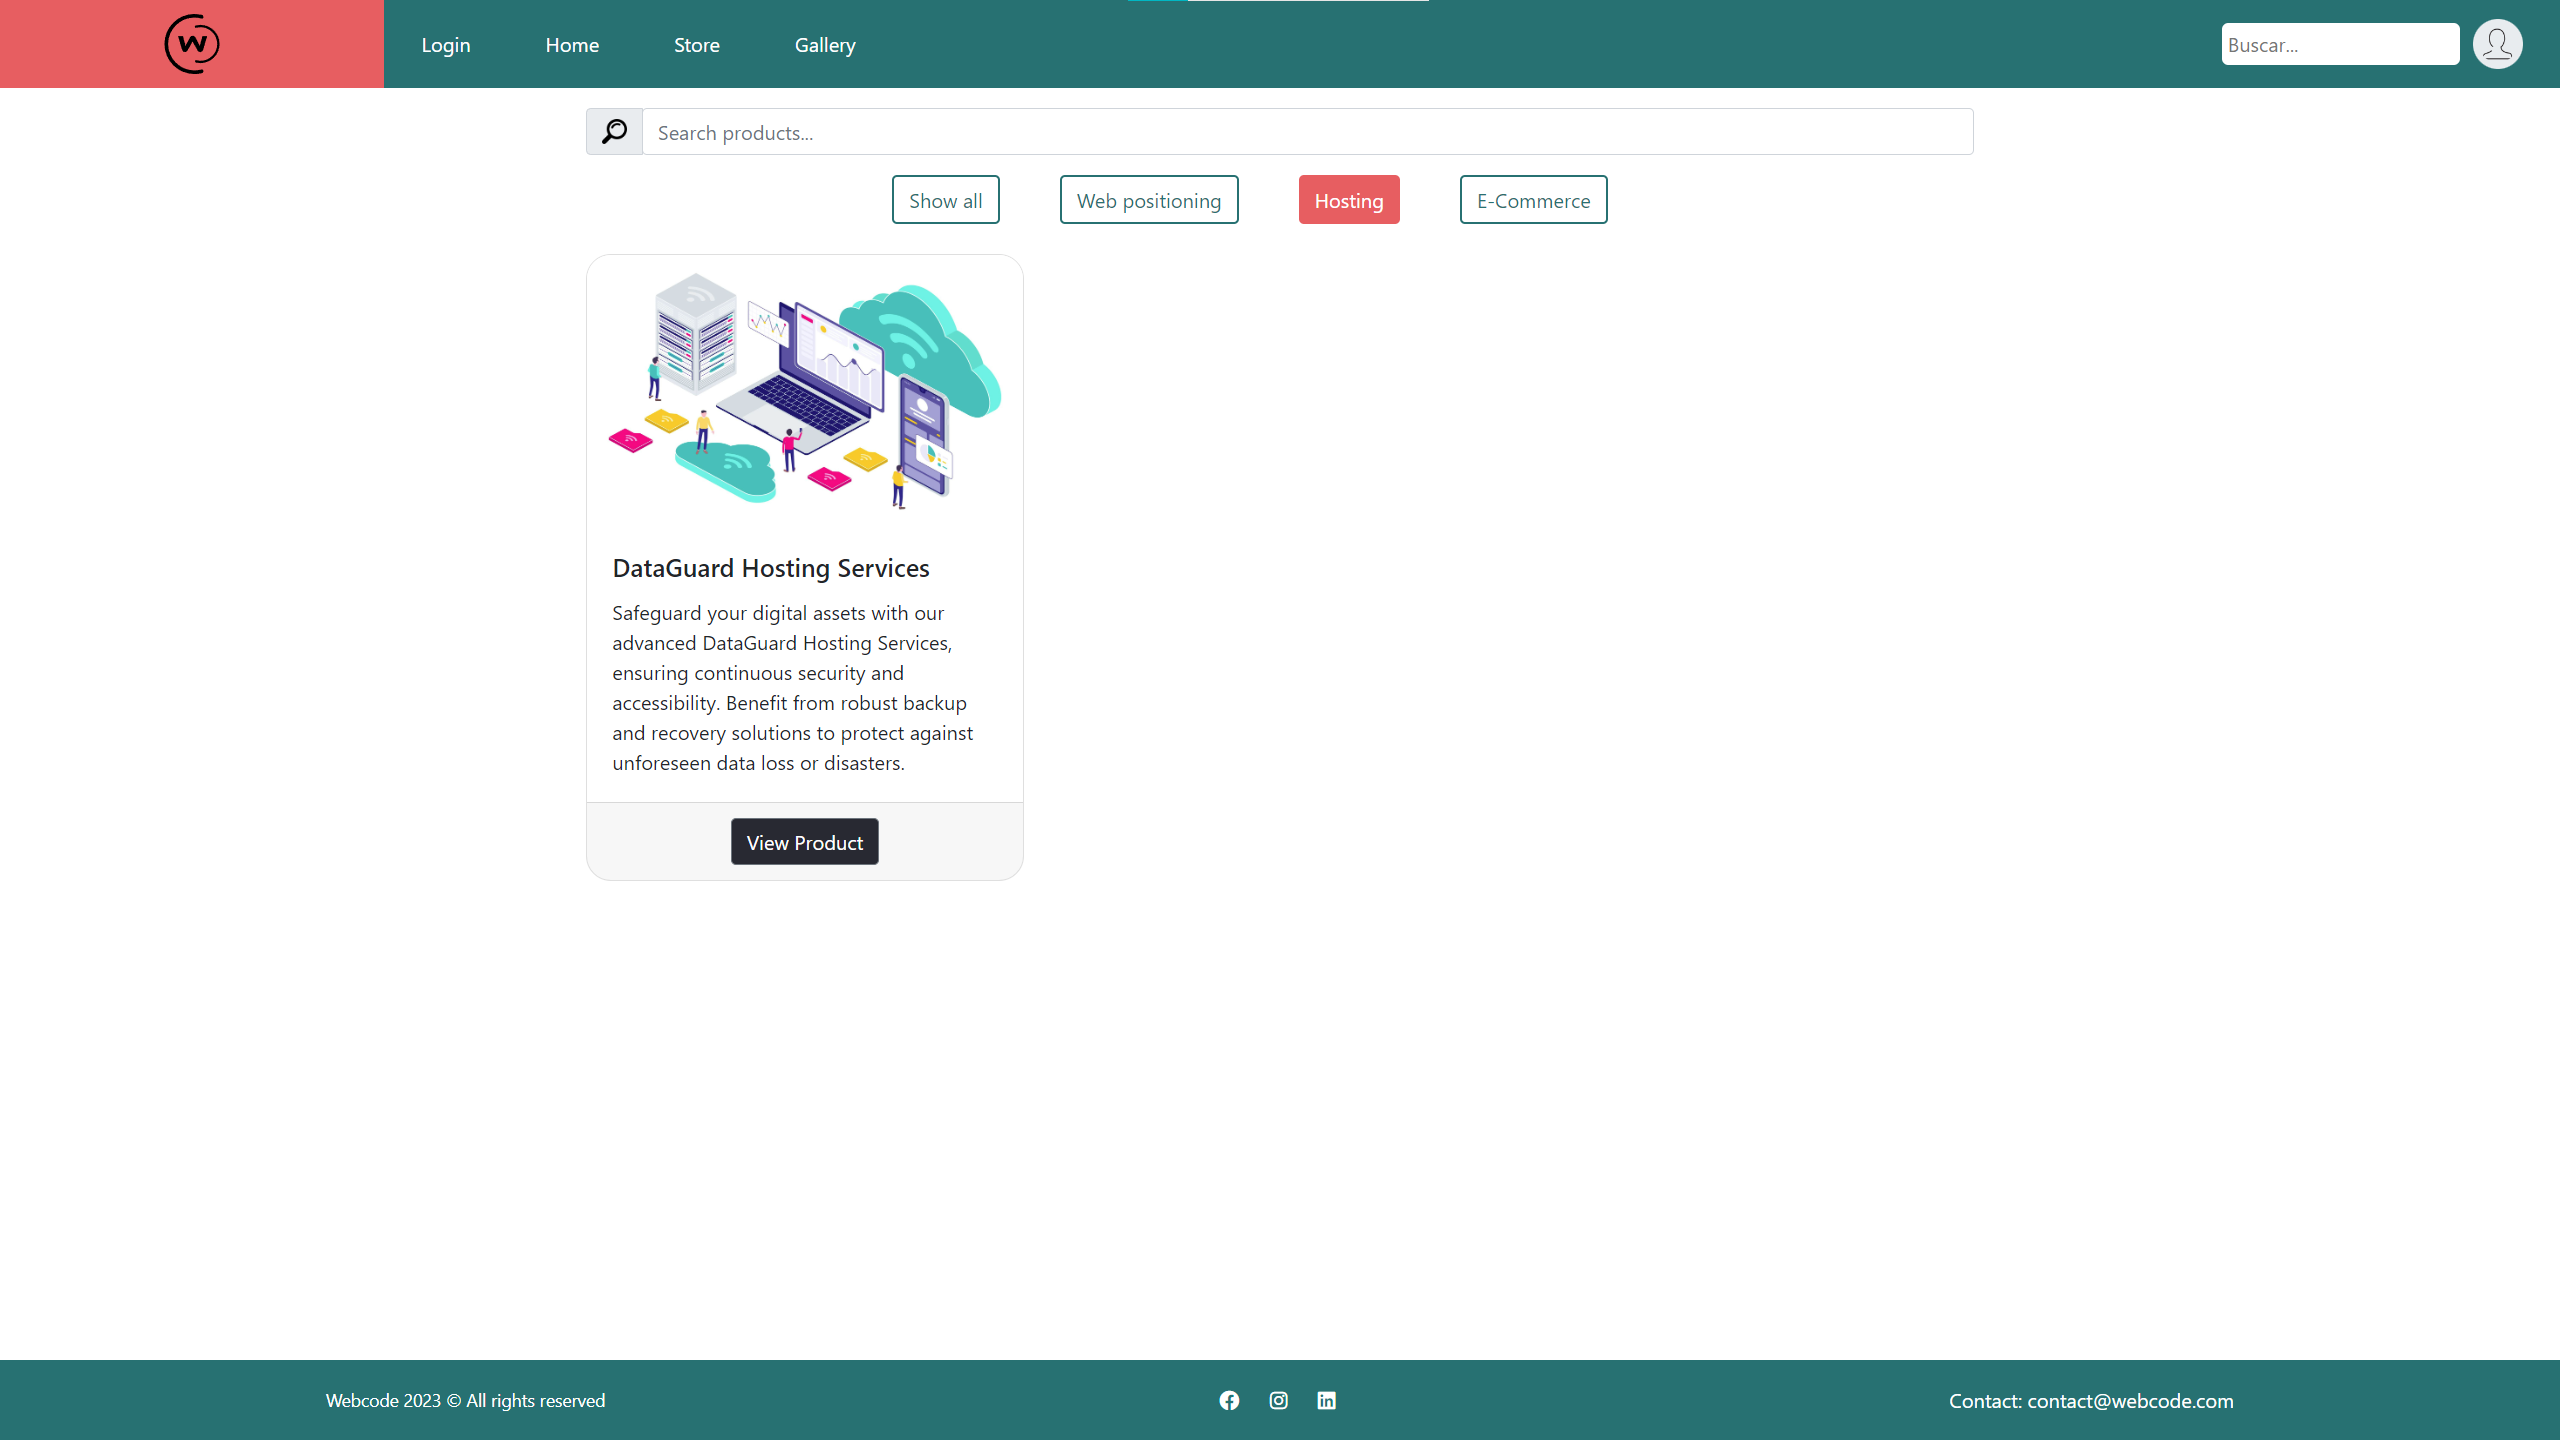 W
Login Home Store Gallery Buscar...
Search products...
Show all Web positioning Hosting E-Commerce
DataGuard Hosting Services
Safeguard your digital assets with our
advanced DataGuard Hosting Services,
ensuring continuous security and
accessibility. Benefit from robust backup
and recovery solutions to protect against
unforeseen data loss or disasters.
View Product
Webcode 2023 © All rights reserved
Contact: contact@webcode.com